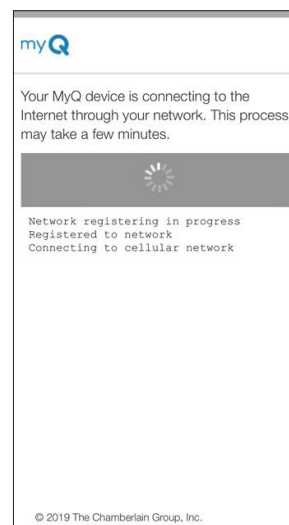 myQ
Your MyQ device is connecting to the
Internet through your network. This process
may take a few minutes.
Network registering in progress
Registered to network
Connecting to cellular network
© 2019 The Chamberlain Group, Inc.